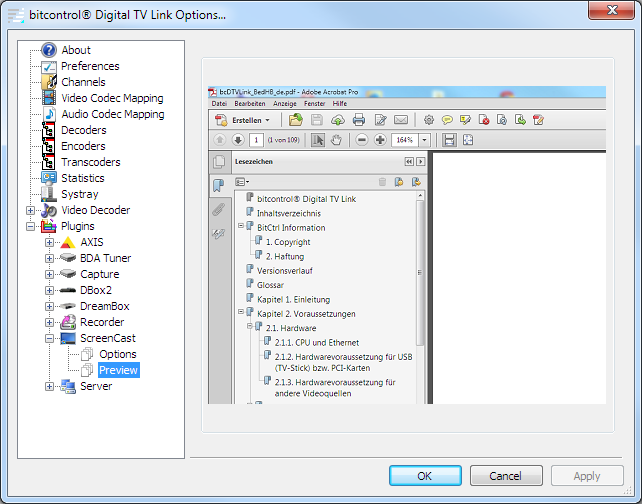 bitcontrol® Digital TV Link Options...
About
Preferences
Channels
Video Codec Mapping
Audio Codec Mapping
Decoders
Encoders
Transcoders
Statistics
Systray
Video Decoder
Plugins
AXIS
BDA Tuner
Capture
DBox2
DreamBox
Recorder
ScreenCast
Options
Preview
Server
bcDTVLink_BedHB_de.pdf - Adobe Acrobat Pro
Datei Bearbeiten Anzeige Fenster Hilfe
Erstellen
1 (1 von 109) 164%
Lesezeichen
bitcontrol® Digital TV Link
Inhaltsverzeichnis
BitCtrl Information
1. Copyright
2. Haftung
Versionsverlauf
Glossar
Kapitel 1. Einleitung
Kapitel 2. Voraussetzungen
2.1. Hardware
2.1.1. CPU und Ethernet
2.1.2. Hardwarevoraussetzung für USB
(TV-Stick) bzw. PCI-Karten
2.1.3. Hardwarevoraussetzung für
andere Videoquellen
OK Cancel Apply